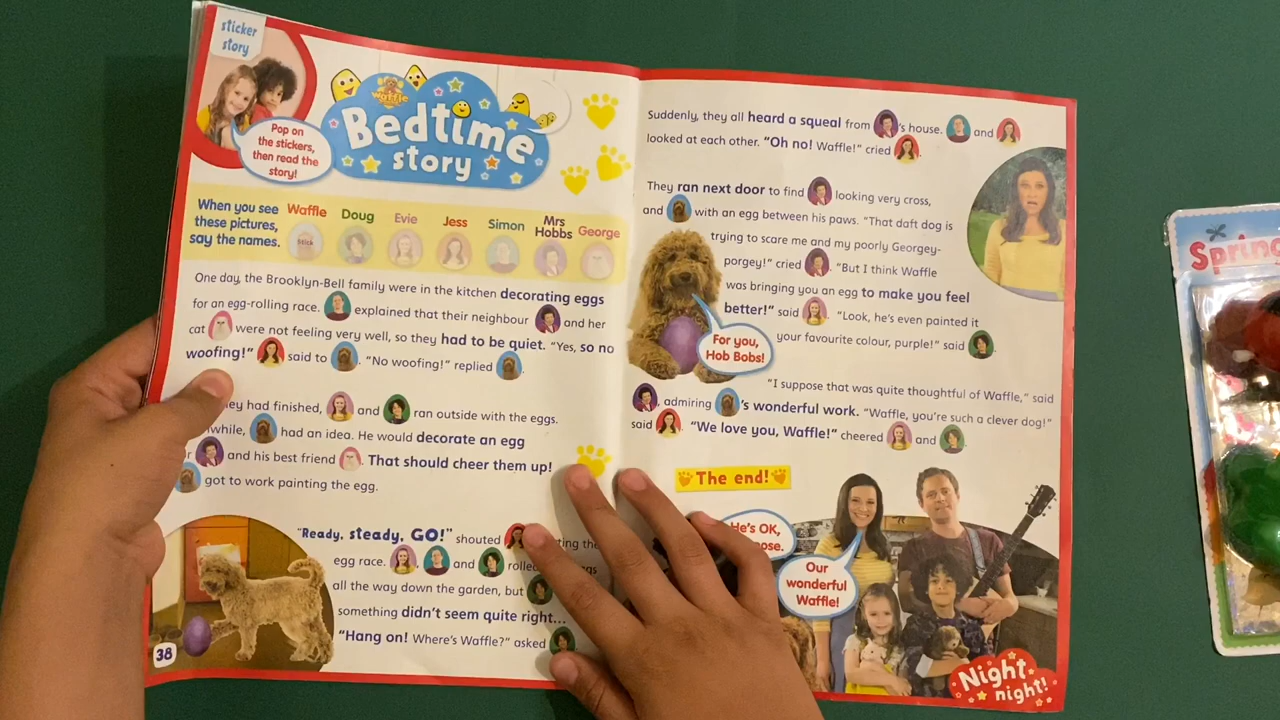 sticker
story
Pop on
the stickers,
then read the
story!
Waffle
Bedtime
story
When you see
these pictures,
say the names.
Waffle Doug Evie Jess Simon Mrs Hobbs George
Stick
One day, the Brooklyn-Bell family were in the kitchen decorating eggs
for an egg-rolling race. explained that their neighbour and her
cat were not feeling very well, so they had to be quiet. "Yes, so no
woofing!" said to . "No woofing!" replied .
they had finished, and ran outside with the eggs.
while, had an idea. He would decorate an egg
and his best friend . That should cheer them up!
got to work painting the egg.
"Ready, steady, GO!" shouted the
egg race. , and rolled
all the way down the garden, but
something didn't seem quite right...
"Hang on! Where's Waffle?" asked
38
Suddenly, they all heard a squeal from 's house. and
looked at each other. "Oh no! Waffle!" cried .
They ran next door to find looking very cross,
and with an egg between his paws. "That daft dog is
trying to scare me and my poorly Georgey-
porgey!" cried . "But I think Waffle
was bringing you an egg to make you feel
better!" said . "Look, he's even painted it
your favourite colour, purple!" said .
For you,
Hob Bobs!
"I suppose that was quite thoughtful of Waffle," said
, admiring 's wonderful work. "Waffle, you're such a clever dog!"
said . "We love you, Waffle!" cheered and .
The end!
He's OK,
Our
wonderful
Waffle!
Night
night!
Spring